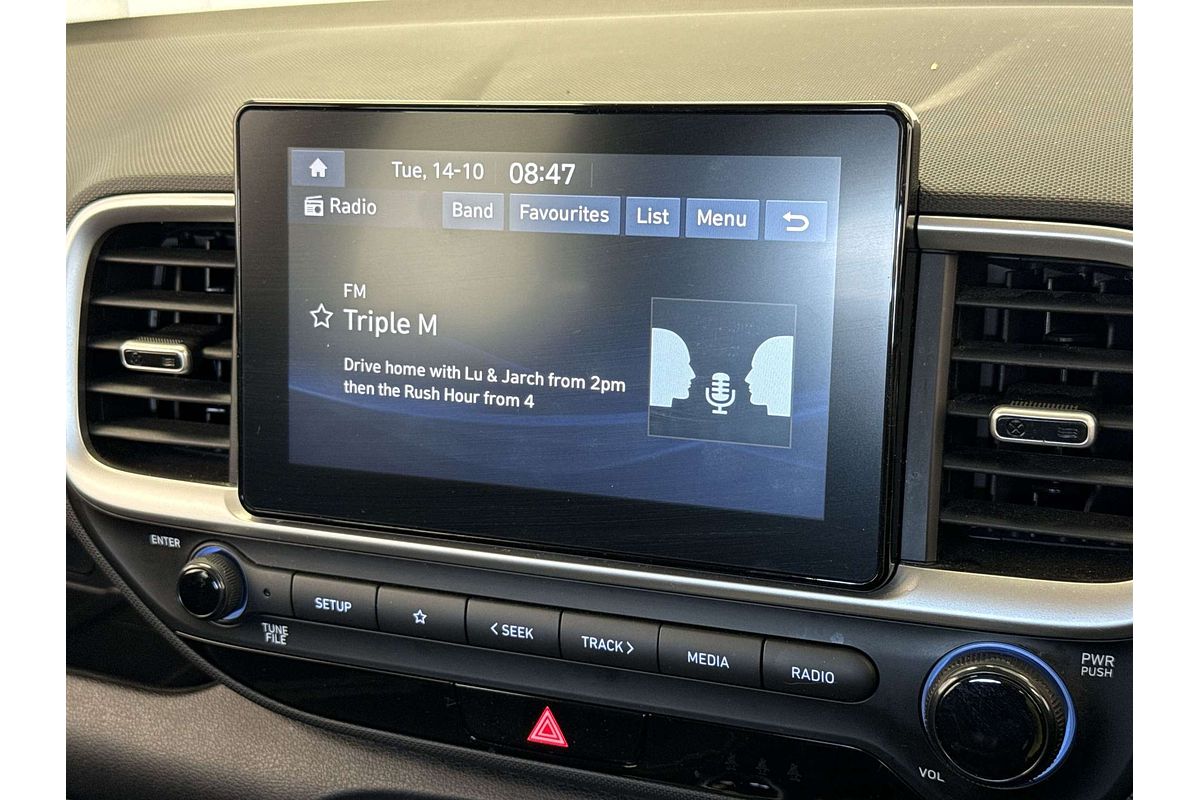 Tue, 14-10 08:47
Radio Band Favourites List Menu
FM
Triple M
Drive home with Lu & Jarch from 2pm
then the Rush Hour from 4
ENTER
SETUP
< SEEK
TRACK >
MEDIA
RADIO
TUNE
FILE
PWR
PUSH
VOL